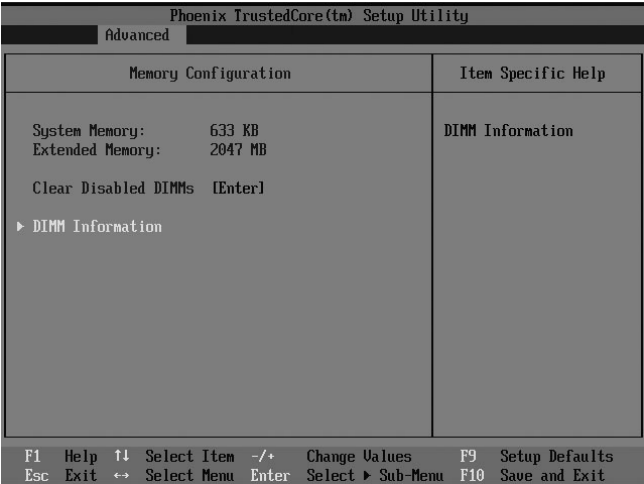 Phoenix TrustedCore(tm) Setup Utility
Advanced
Memory Configuration
Item Specific Help
System Memory: 633 KB
Extended Memory: 2047 MB
Clear Disabled DIMMs [Enter]
▶ DIMM Information
DIMM Information
F1 Help ↑↓ Select Item -/+ Change Values F9 Setup Defaults
Esc Exit ↔ Select Menu Enter Select ▶ Sub-Menu F10 Save and Exit